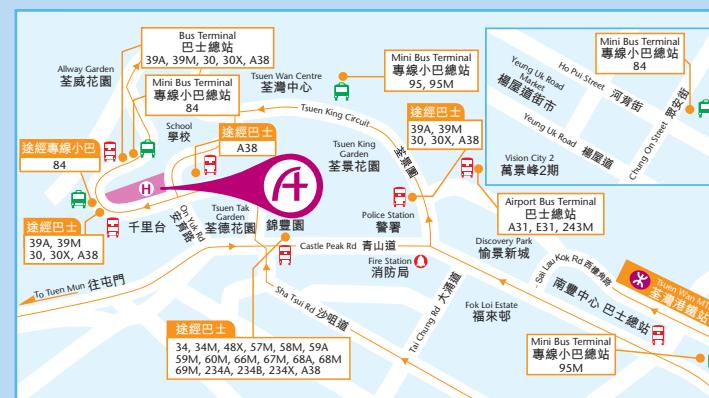 Bus Terminal
巴士總站
39A, 39M, 30, 30X, A38
Allway Garden
荃威花園
Mini Bus Terminal
專線小巴總站
84
School
學校
途經專線小巴
84
途經巴士
A38
Tsuen Wan Centre
荃灣中心
Mini Bus Terminal
專線小巴總站
95, 95M
Tsuen King Circuit
途經巴士
39A, 39M
30, 30X, A38
Tsuen King
Garden
荃景花園
荃景圍
H
途經巴士
39A, 39M
30, 30X, A38
千里台
On Yuk Rd
安育路
Tsuen Tak
Garden
荃德花園
錦豐園
Police Station
警署
Castle Peak Rd 青山道
Fire Station
消防局
To Tuen Mun 往屯門
Sha Tsui Rd 沙咀道
Tai Chung Rd 大涌道
途經巴士
34, 34M, 48X, 57M, 58M, 59A
59M, 60M, 66M, 67M, 68A, 68M
69M, 234A, 234B, 234X, A38
Yeung Uk Road
Market
楊屋道街市
Ho Pui Street 河背街
Mini Bus Terminal
專線小巴總站
84
Yeung Uk Road 楊屋道
Chung On Street 眾安街
Vision City 2
萬景峰2期
Airport Bus Terminal
巴士總站
A31, E31, 243M
Discovery Park
愉景新城
Sai Lau Kok Rd 西樓角路
Tsuen Wan MT
荃灣港鐵站
南豐中心 巴士總站
Fok Loi Estate
福來邨
Mini Bus Terminal
專線小巴總站
95M